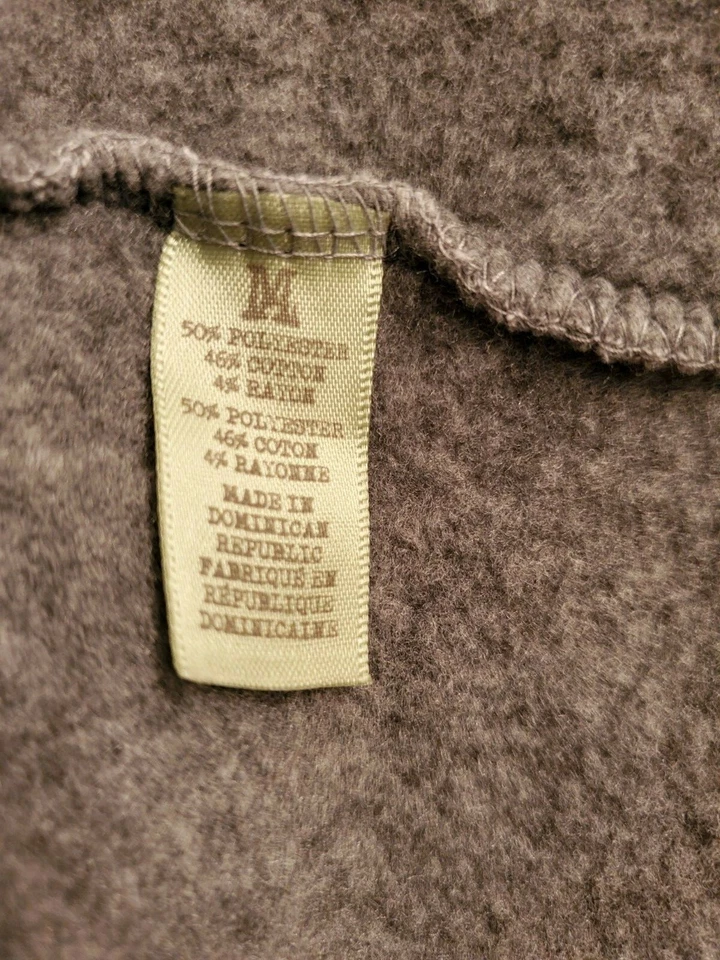 M
50% POLYESTER
46% COTTON
4% RAYON
50% POLYESTER
46% COTON
4% RAYONNE
MADE IN
DOMINICAN
REPUBLIC
FABRIQUÉ EN
RÉPUBLIQUE
DOMINICAINE